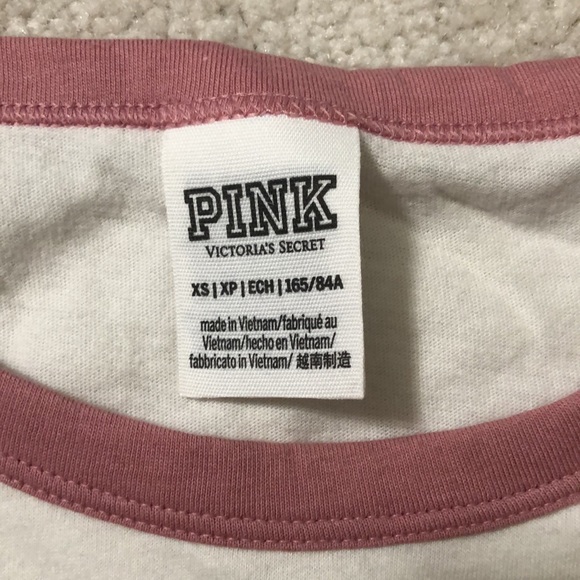 PINK
VICTORIA'S SECRET
XS | XP | ECH | 165/84A
made in Vietnam/fabriqué au
Vietnam/hecho en Vietnam/
fabbricato in Vietnam/ 越南制造